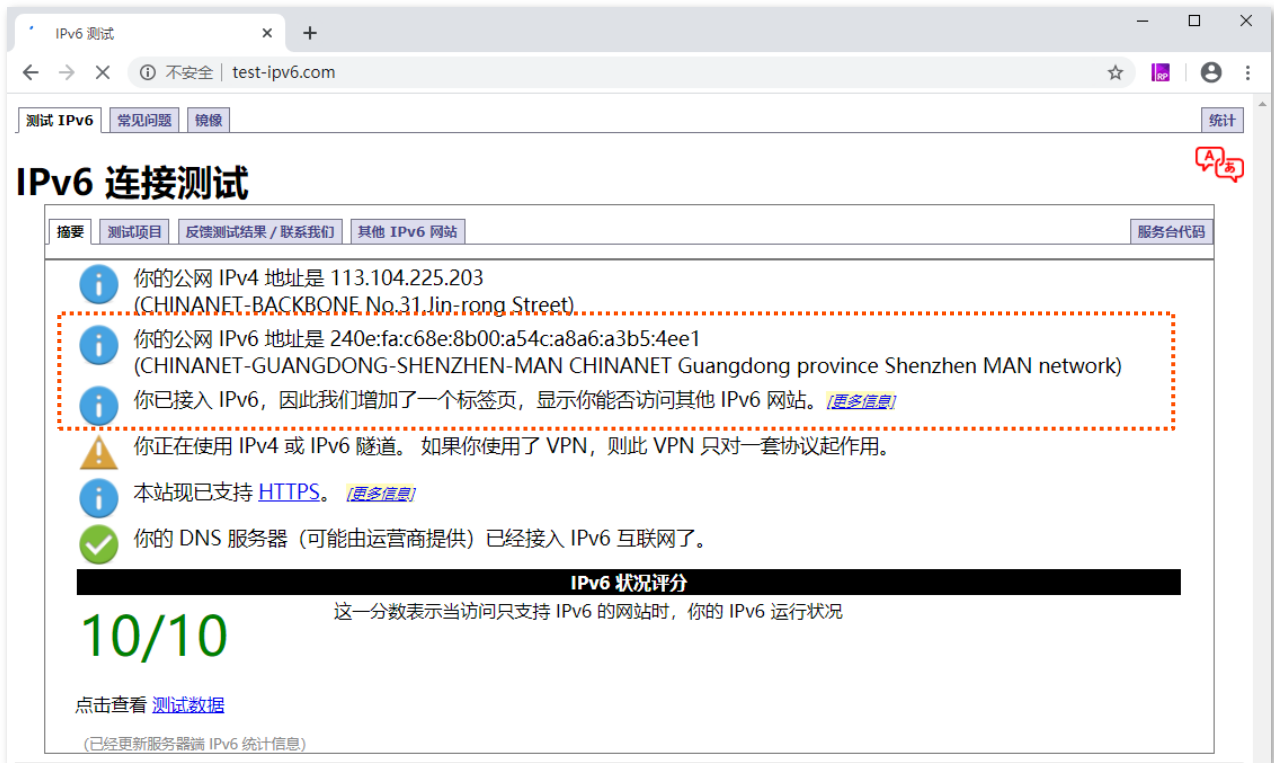 IPv6 测试
不安全 | test-ipv6.com
RP
测试 IPv6 常见问题 镜像 统计
A あ
IPv6 连接测试
摘要 测试项目 反馈测试结果 / 联系我们 其他 IPv6 网站 服务台代码
你的公网 IPv4 地址是 113.104.225.203
(CHINANET-BACKBONE No.31,Jin-rong Street)
你的公网 IPv6 地址是 240e:fa:c68e:8b00:a54c:a8a6:a3b5:4ee1
(CHINANET-GUANGDONG-SHENZHEN-MAN CHINANET Guangdong province Shenzhen MAN network)
你已接入 IPv6，因此我们增加了一个标签页，显示你能否访问其他 IPv6 网站。 [更多信息]
你正在使用 IPv4 或 IPv6 隧道。 如果你使用了 VPN，则此 VPN 只对一套协议起作用。
本站现已支持 HTTPS。 [更多信息]
你的 DNS 服务器（可能由运营商提供）已经接入 IPv6 互联网了。
IPv6 状况评分
10/10 这一分数表示当访问只支持 IPv6 的网站时，你的 IPv6 运行状况
点击查看 测试数据
(已经更新服务器端 IPv6 统计信息)